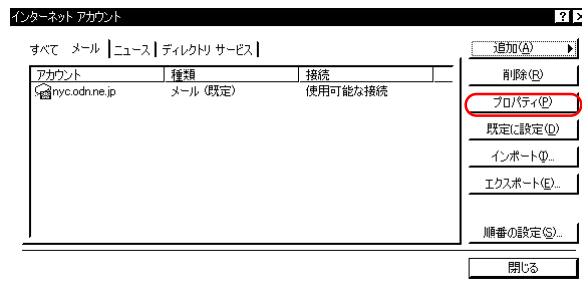 インターネット アカウント
すべて メール ニュース ディレクトリ サービス
追加(A)
アカウント 種類 接続
削除(R)
nyc.odn.ne.jp メール (既定) 使用可能な接続
プロパティ(P)
既定に設定(D)
インポート(I)...
エクスポート(E)...
順番の設定(S)...
閉じる